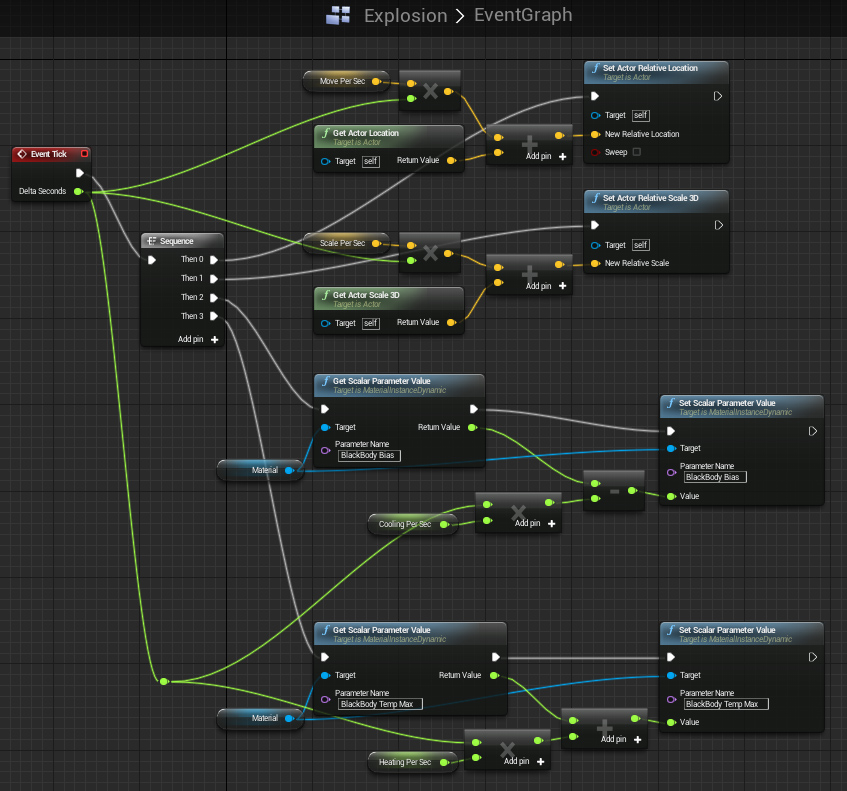 Explosion > EventGraph
Move Per Sec
Set Actor Relative Location
Target is Actor
Target self
New Relative Location
Sweep
Get Actor Location
Target is Actor
Target self Return Value
Add pin +
Event Tick
Delta Seconds
Sequence
Then 0
Then 1
Then 2
Then 3
Add pin +
Scale Per Sec
Set Actor Relative Scale 3D
Target is Actor
Target self
New Relative Scale
Get Actor Scale 3D
Target is Actor
Target self Return Value
Add pin +
Get Scalar Parameter Value
Target is MaterialInstanceDynamic
Target Return Value
Parameter Name
BlackBody Bias
Material
Set Scalar Parameter Value
Target is MaterialInstanceDynamic
Target
Parameter Name
BlackBody Bias
Value
Cooling Per Sec
Add pin +
Get Scalar Parameter Value
Target is MaterialInstanceDynamic
Target Return Value
Parameter Name
BlackBody Temp Max
Material
Set Scalar Parameter Value
Target is MaterialInstanceDynamic
Target
Parameter Name
BlackBody Temp Max
Value
Add pin +
Heating Per Sec
Add pin +